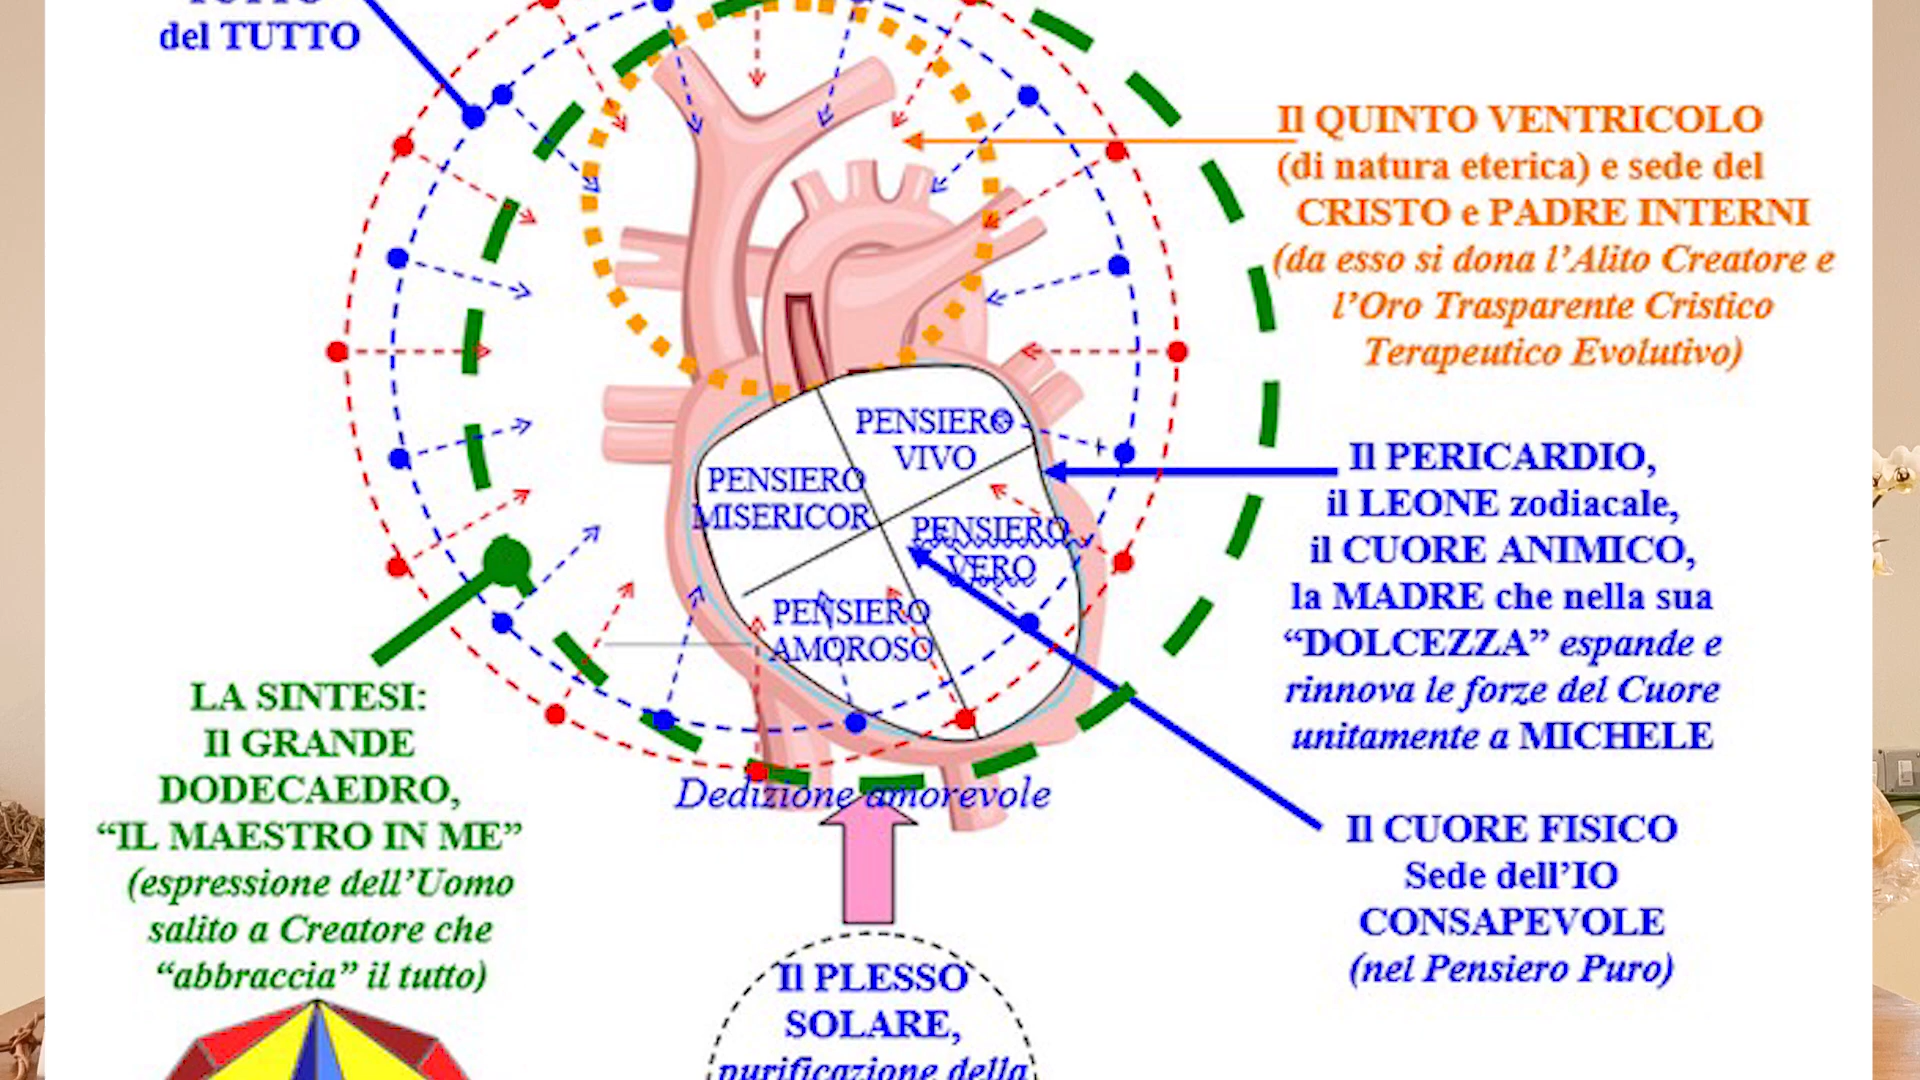 TUTTO
del TUTTO
Il QUINTO VENTRICOLO
(di natura eterica) e sede del
CRISTO e PADRE INTERNI
(da esso si dona l’Alito Creatore e
l’Oro Trasparente Cristico
Terapeutico Evolutivo)
PENSIERO
VIVO
PENSIERO
MISERICOR
PENSIERO
VERO
PENSIERO
AMOROSO
Il PERICARDIO,
il LEONE zodiacale,
il CUORE ANIMICO,
la MADRE che nella sua
“DOLCEZZA” espande e
rinnova le forze del Cuore
unitamente a MICHELE
LA SINTESI:
Il GRANDE
DODECAEDRO,
“IL MAESTRO IN ME”
(espressione dell’Uomo
salito a Creatore che
“abbraccia” il tutto)
Dedizione amorevole
Il CUORE FISICO
Sede dell’IO
CONSAPEVOLE
(nel Pensiero Puro)
Il PLESSO
SOLARE,
purificazione della